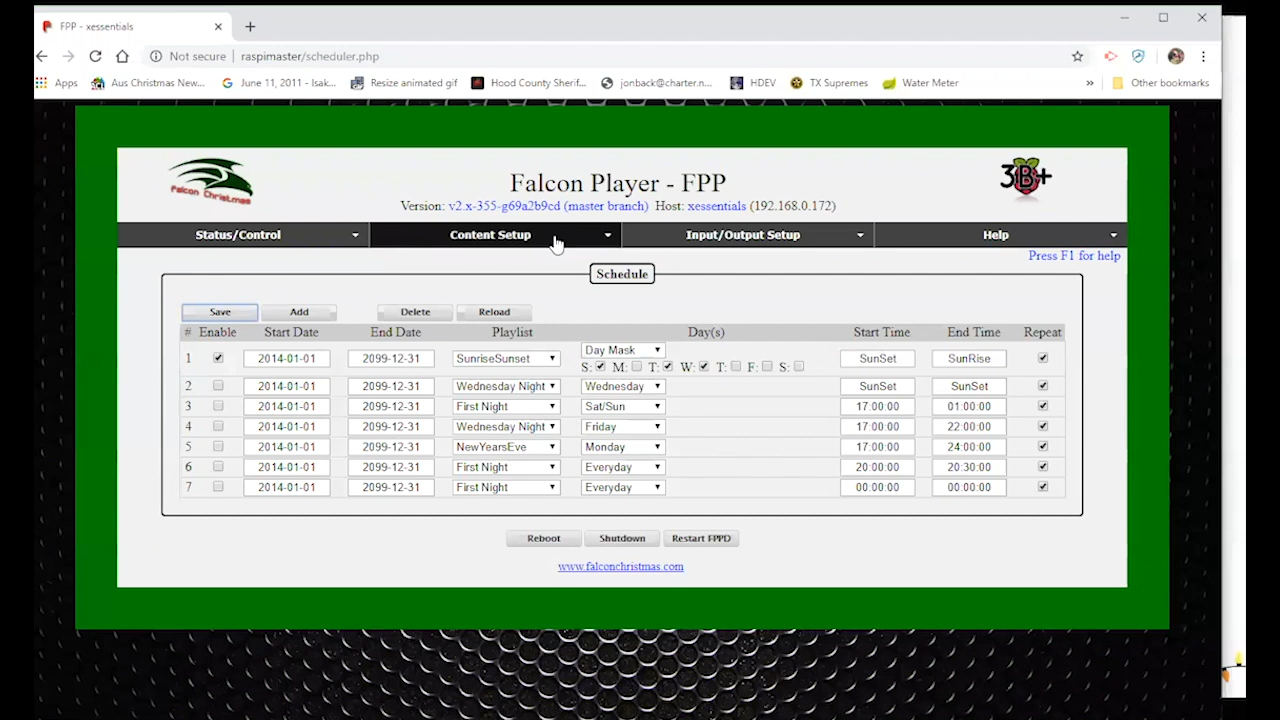 FPP - xessentials
Not secure | raspimaster/scheduler.php
Apps Aus Christmas New... June 11, 2011 - Isak... Resize animated gif Hood County Sherif... jonback@charter.n... HDEV TX Supremes Water Meter » Other bookmarks
Falcon Christmas
Falcon Player - FPP
3B+
Version: v2.x-355-g69a2b9cd (master branch) Host: xessentials (192.168.0.172)
Status/Control Content Setup Input/Output Setup Help
Press F1 for help
Schedule
Save Add Delete Reload
# Enable Start Date End Date Playlist Day(s) Start Time End Time Repeat
1 2014-01-01 2099-12-31 SunriseSunset Day Mask SunSet SunRise
S: M: T: W: T: F: S:
2 2014-01-01 2099-12-31 Wednesday Night Wednesday SunSet SunSet
3 2014-01-01 2099-12-31 First Night Sat/Sun 17:00:00 01:00:00
4 2014-01-01 2099-12-31 Wednesday Night Friday 17:00:00 22:00:00
5 2014-01-01 2099-12-31 NewYearsEve Monday 17:00:00 24:00:00
6 2014-01-01 2099-12-31 First Night Everyday 20:00:00 20:30:00
7 2014-01-01 2099-12-31 First Night Everyday 00:00:00 00:00:00
Reboot Shutdown Restart FPPD
www.falconchristmas.com